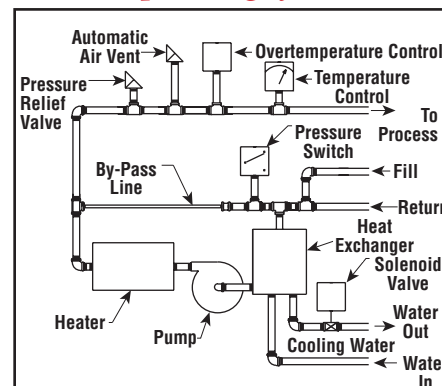 Automatic
Air Vent
Overtemperature Control
Pressure
Relief
Valve
Temperature
Control
To
Process
Pressure
Switch
By-Pass
Line
Fill
Return
Heat
Exchanger
Solenoid
Valve
Heater
Pump
Water
Out
Cooling Water
Water
In